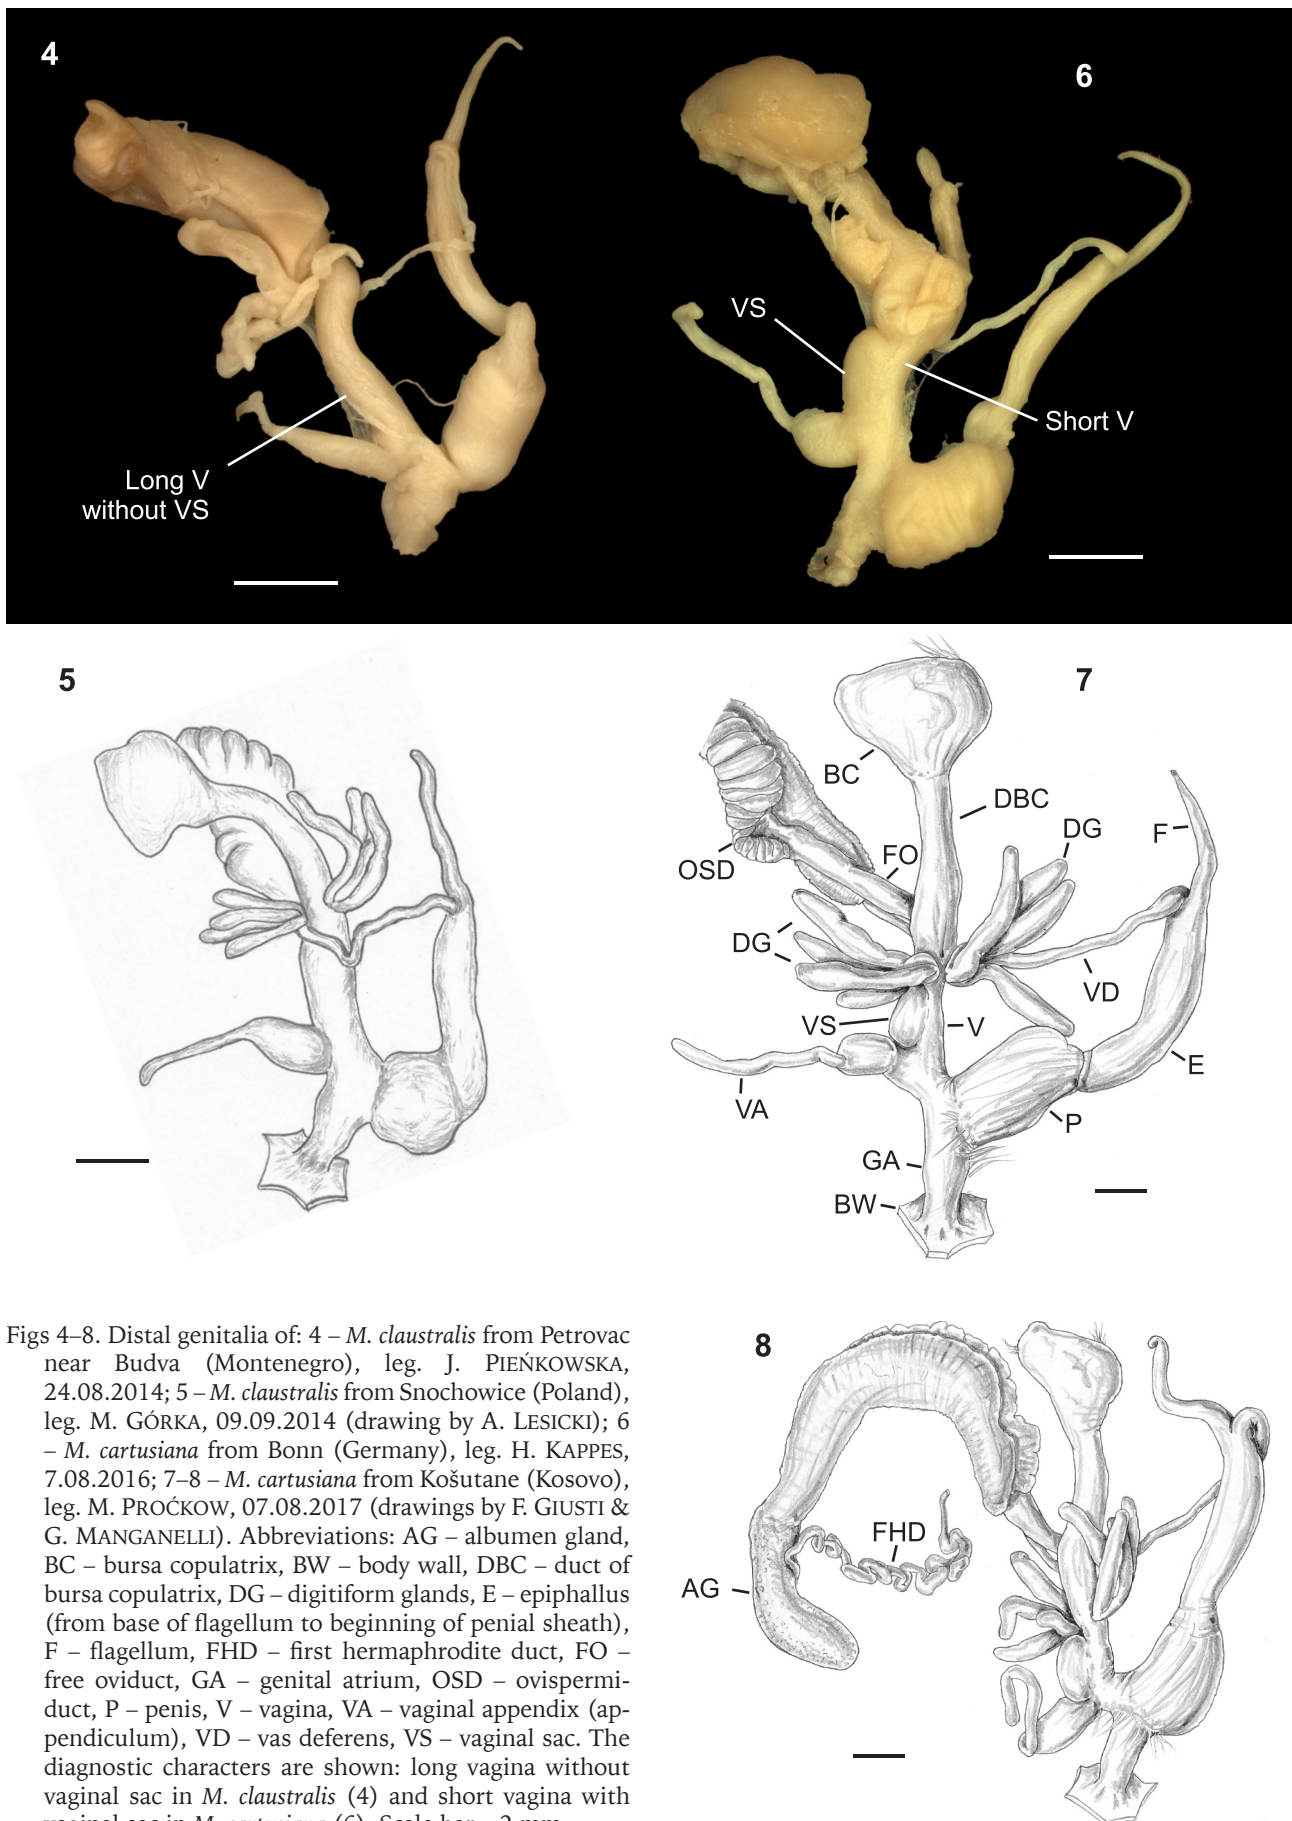 4
6
VS
Short V
Long V
without VS
5
7
BC
DBC
DG
F
OSD
FO
DG
VD
VS
V
E
VA
P
GA
BW
Figs 4–8. Distal genitalia of: 4 – M. claustralis from Petrovac
near Budva (Montenegro), leg. J. PIEŃKOWSKA,
24.08.2014; 5 – M. claustralis from Snochowice (Poland),
leg. M. GÓRKA, 09.09.2014 (drawing by A. LESICKI); 6
– M. cartusiana from Bonn (Germany), leg. H. KAPPES,
7.08.2016; 7–8 – M. cartusiana from Košutane (Kosovo),
leg. M. PROĆKOW, 07.08.2017 (drawings by F. GIUSTI &
G. MANGANELLI). Abbreviations: AG – albumen gland,
BC – bursa copulatrix, BW – body wall, DBC – duct of
bursa copulatrix, DG – digitiform glands, E – epiphallus
(from base of flagellum to beginning of penial sheath),
F – flagellum, FHD – first hermaphrodite duct, FO –
free oviduct, GA – genital atrium, OSD – ovispermi-
duct, P – penis, V – vagina, VA – vaginal appendix (ap-
pendiculum), VD – vas deferens, VS – vaginal sac. The
diagnostic characters are shown: long vagina without
vaginal sac in M. claustralis (4) and short vagina with
8
FHD
AG